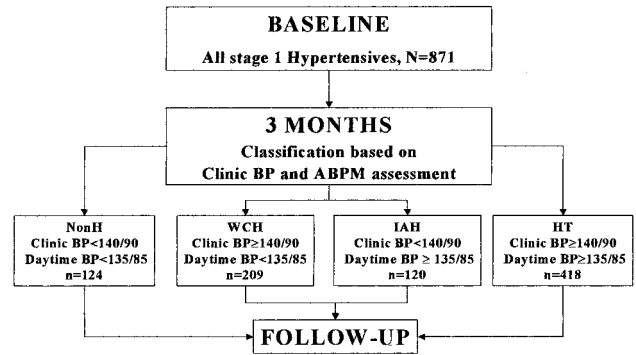 BASELINE
All stage 1 Hypertensives, N=871
3 MONTHS
Classification based on
Clinic BP and ABPM assessment
NonH
Clinic BP<140/90
Daytime BP<135/85
n=124
WCH
Clinic BP≥140/90
Daytime BP<135/85
n=209
IAH
Clinic BP<140/90
Daytime BP ≥ 135/85
n=120
HT
Clinic BP≥140/90
Daytime BP≥135/85
n=418
FOLLOW-UP